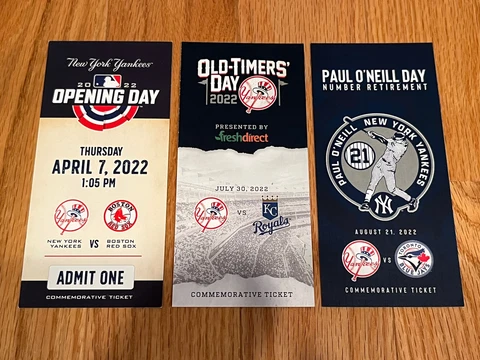 New York Yankees
2022
OPENING DAY
THURSDAY
APRIL 7, 2022
1:05 PM
Yankees
BOSTON
RED SOX
NEW YORK
YANKEES
VS
BOSTON
RED SOX
ADMIT ONE
COMMEMORATIVE TICKET
OLD-TIMERS'
DAY
2022
Yankees
PRESENTED BY
freshdirect
JULY 30, 2022
Yankees
VS.
KC
Royals
COMMEMORATIVE TICKET
PAUL O'NEILL DAY
NUMBER RETIREMENT
PAUL O'NEILL NEW YORK YANKEES
21
NY
AUGUST 21, 2022
Yankees
VS
TORONTO
BLUE JAYS
COMMEMORATIVE TICKET